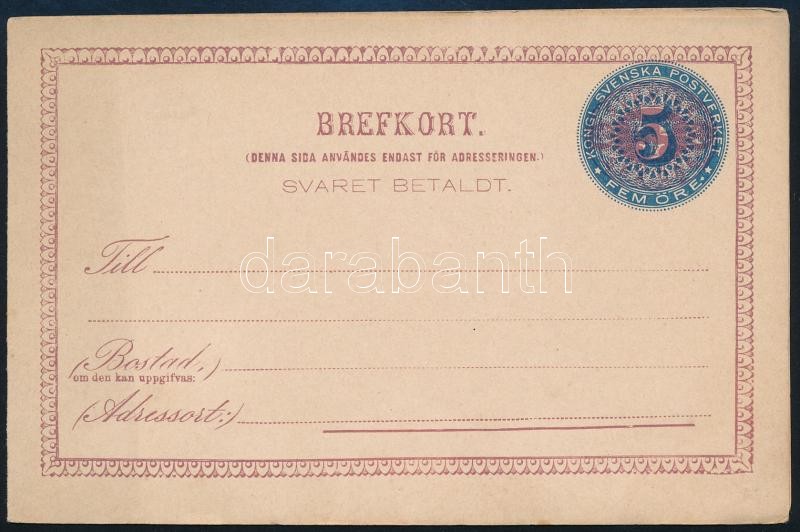 BREFKORT.
(DENNA SIDA ANVÄNDES ENDAST FÖR ADRESSERINGEN.)
SVARET BETALDT.
KONGL. SVENSKA POSTVERKET.
5
FEM ÖRE.
Till
darabanth
(Bostad,)
om den kan uppgifvas:
(Adressort:)